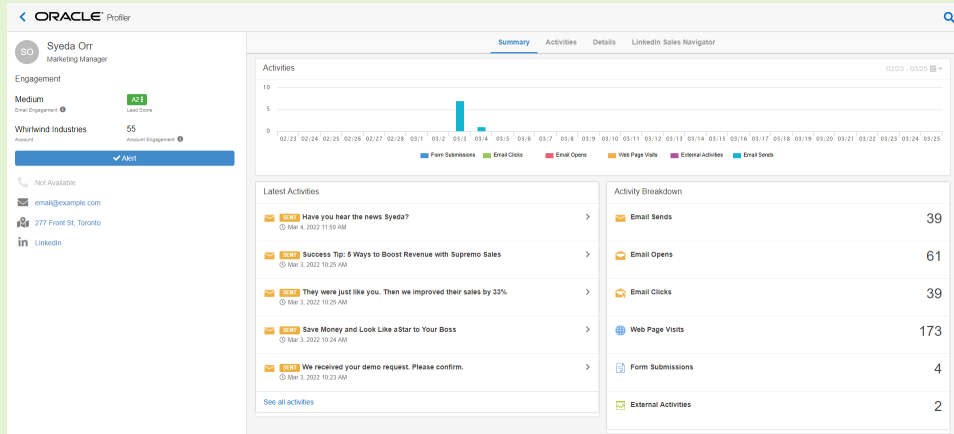 ORACLE Profiler
SO
Syeda Orr
Marketing Manager
Engagement
Medium
Email Engagement
A2
Lead Score
Whirlwind Industries
Account
55
Account Engagement
Alert
Not Available
email@example.com
277 Front St, Toronto
LinkedIn
Summary Activities Details LinkedIn Sales Navigator
Activities
02/23 - 03/25
10
5
0
02/23 02/24 02/25 02/26 02/27 02/28 03/1 03/2 03/3 03/4 03/5 03/6 03/7 03/8 03/9 03/10 03/11 03/12 03/13 03/14 03/15 03/16 03/17 03/18 03/19 03/20 03/21 03/22 03/23 03/24 03/25
Form Submissions Email Clicks Email Opens Web Page Visits External Activities Email Sends
Latest Activities
SENT Have you hear the news Syeda?
Mar 4, 2022 11:50 AM
SENT Success Tip: 5 Ways to Boost Revenue with Supremo Sales
Mar 3, 2022 10:25 AM
SENT They were just like you. Then we improved their sales by 33%
Mar 3, 2022 10:25 AM
SENT Save Money and Look Like aStar to Your Boss
Mar 3, 2022 10:24 AM
SENT We received your demo request. Please confirm.
Mar 3, 2022 10:23 AM
See all activities
Activity Breakdown
Email Sends 39
Email Opens 61
Email Clicks 39
Web Page Visits 173
Form Submissions 4
External Activities 2